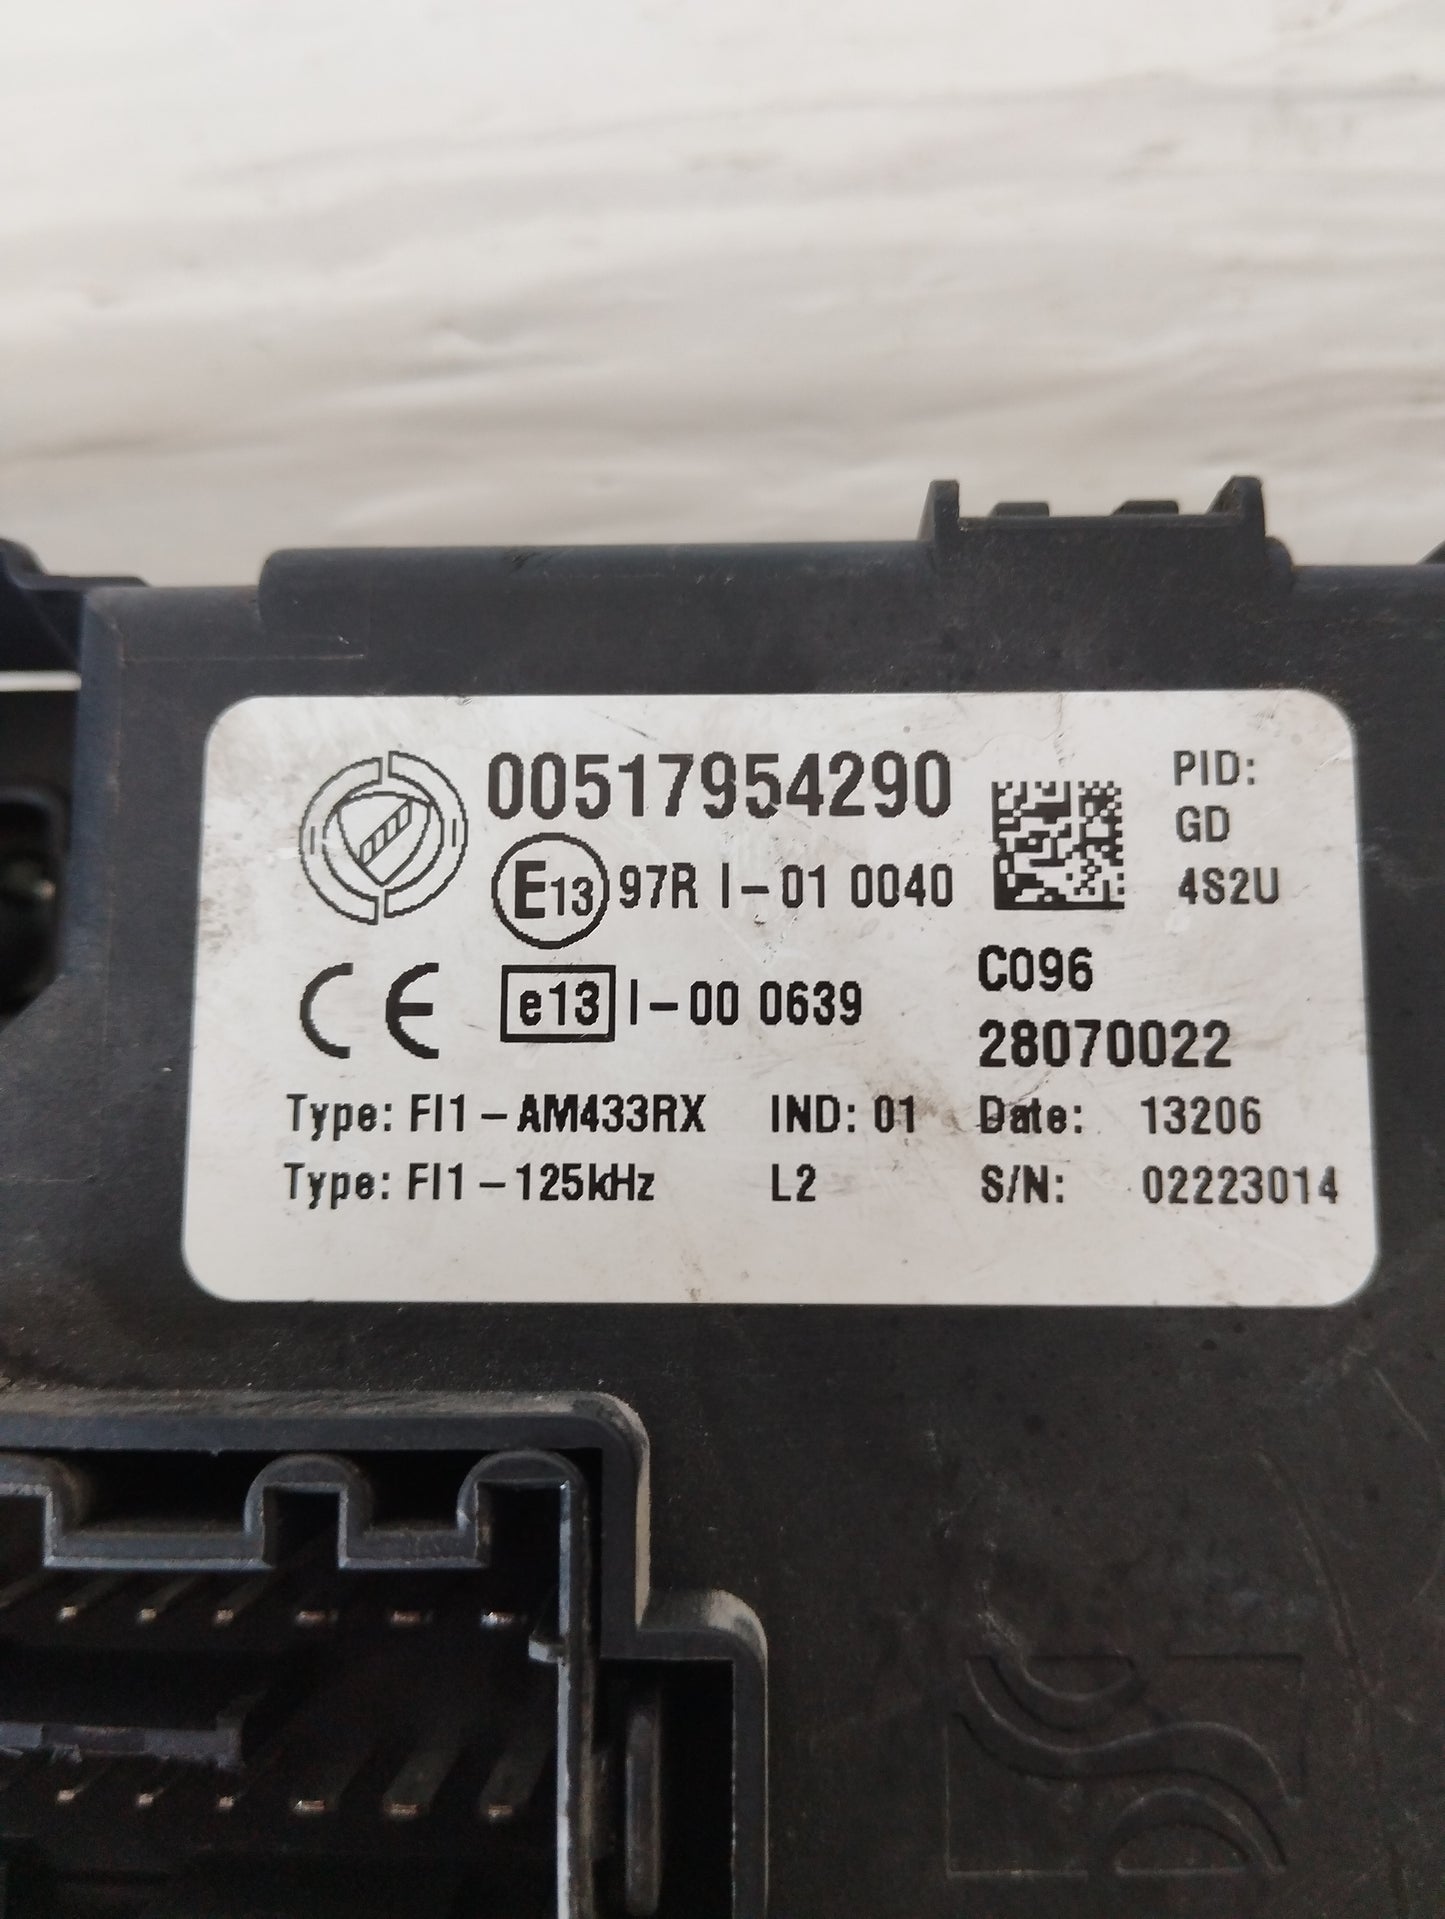 00517954290
PID:
GD
4S2U
E13 97R I-01 0040
C096
CE e13 I-00 0639
28070022
Type: FI1-AM433RX IND: 01 Date: 13206
Type: FI1-125kHz L2 S/N: 02223014